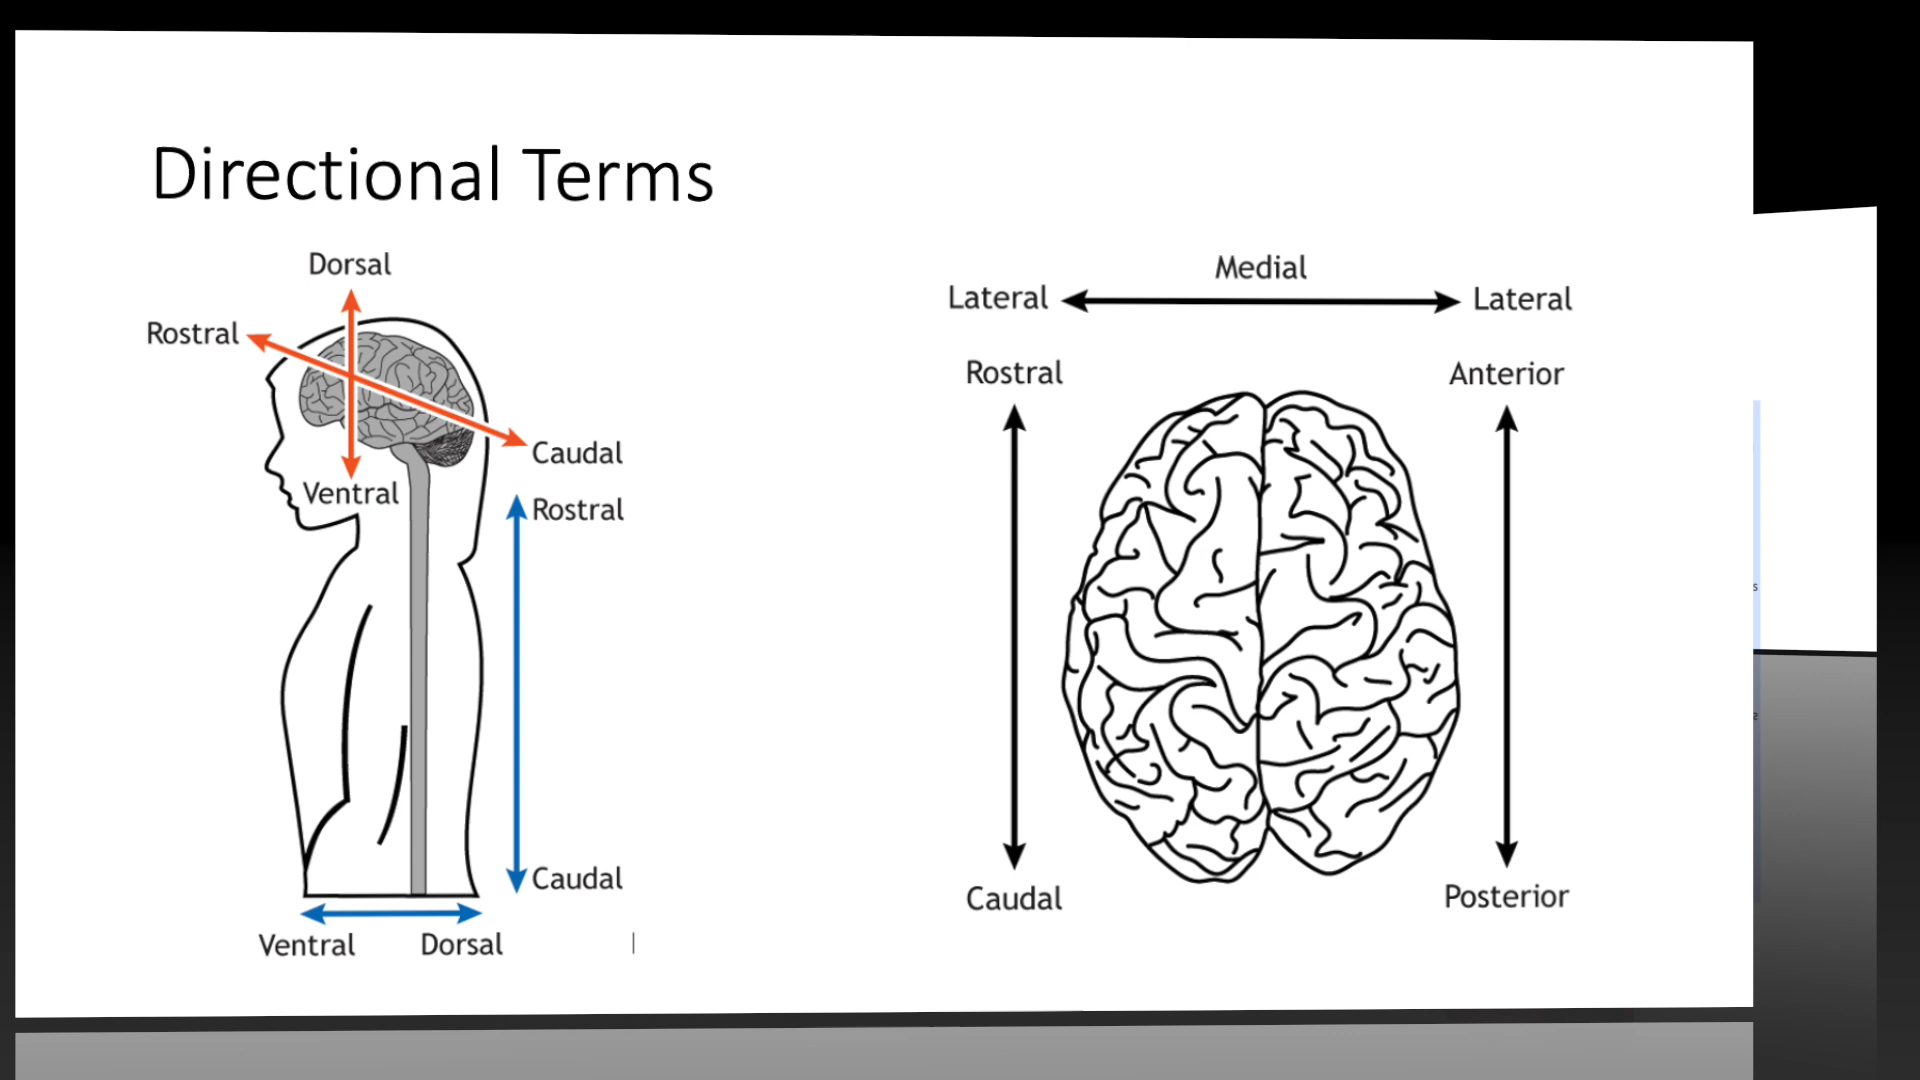 Directional Terms
Dorsal
Rostral
Caudal
Ventral
Rostral
Caudal
Ventral
Dorsal
Medial
Lateral
Lateral
Rostral
Anterior
Caudal
Posterior